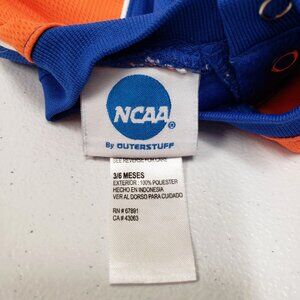 NCAA®
By OUTERSTUFF
SEE REVERSE FOR CARE
3/6 MESES
EXTERIOR: 100% POLIESTER
HECHO EN INDONESIA
VER AL DORSO PARA CUIDADO
RN # 67891
CA # 43063